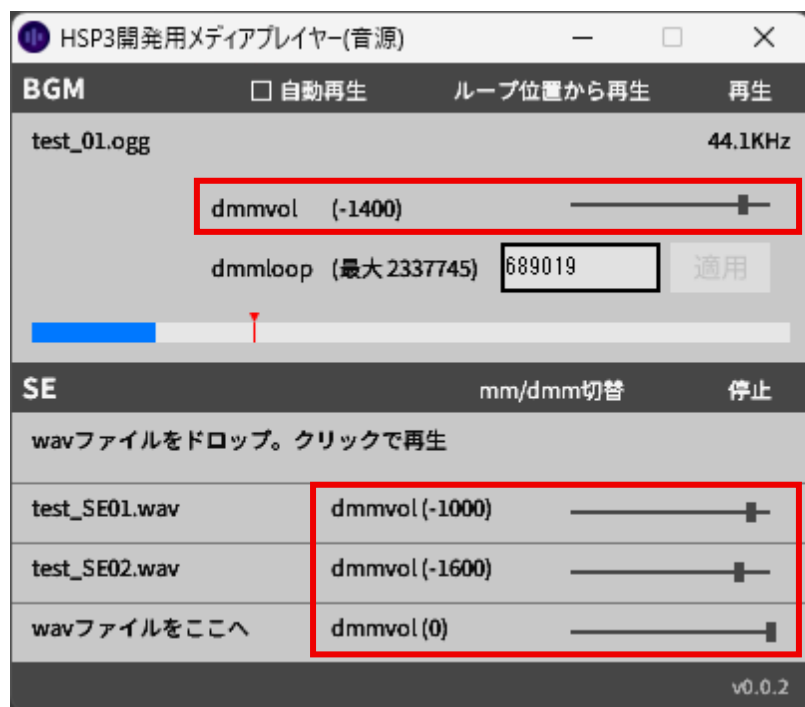 HSP3開発用メディアプレイヤー(音源)
BGM □ 自動再生 ループ位置から再生 再生
test_01.ogg 44.1KHz
dmmvol (-1400)
dmmloop (最大 2337745) 689019 適用
SE mm/dmm切替 停止
wavファイルをドロップ。クリックで再生
test_SE01.wav dmmvol(-1000)
test_SE02.wav dmmvol(-1600)
wavファイルをここへ dmmvol(0)
v0.0.2